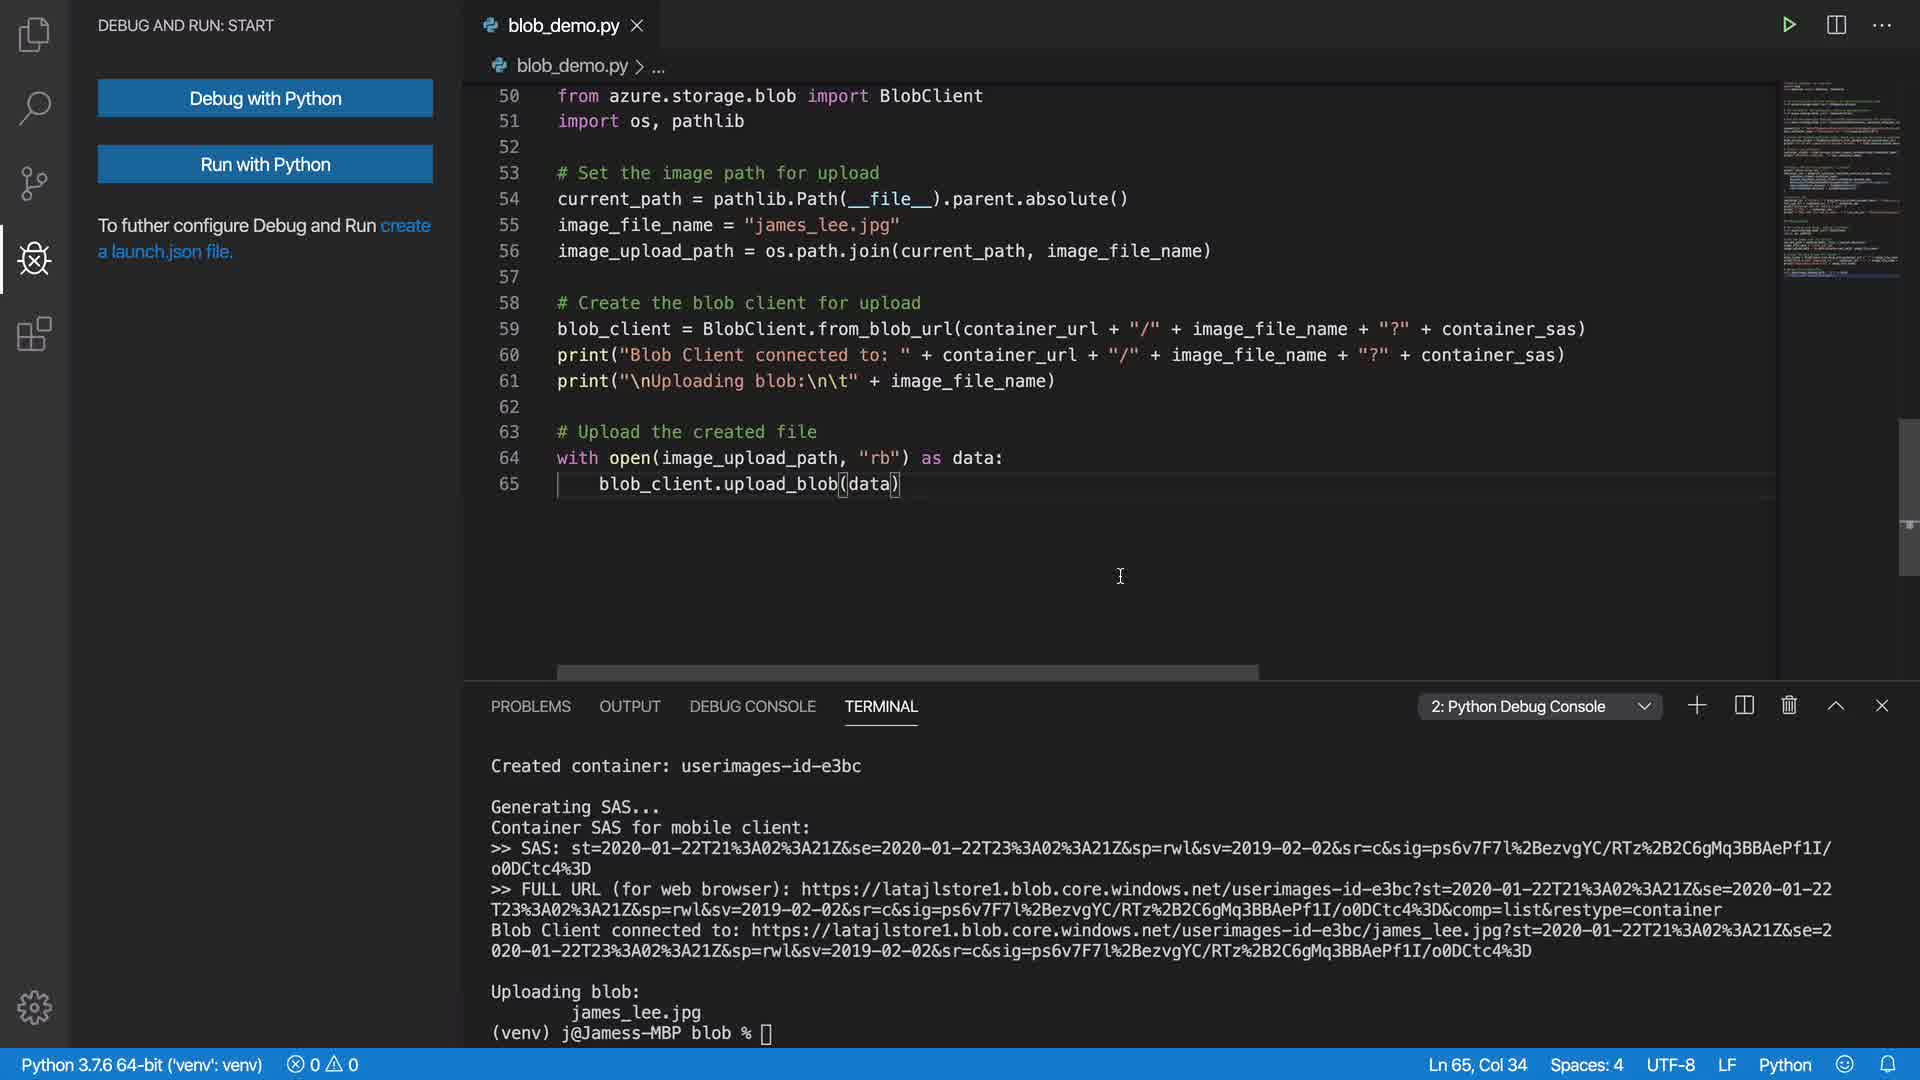 DEBUG AND RUN: START
Debug with Python
Run with Python
To futher configure Debug and Run create
a launch.json file.
blob_demo.py
blob_demo.py > ...
50 from azure.storage.blob import BlobClient
51 import os, pathlib
52
53 # Set the image path for upload
54 current_path = pathlib.Path(__file__).parent.absolute()
55 image_file_name = "james_lee.jpg"
56 image_upload_path = os.path.join(current_path, image_file_name)
57
58 # Create the blob client for upload
59 blob_client = BlobClient.from_blob_url(container_url + "/" + image_file_name + "?" + container_sas)
60 print("Blob Client connected to: " + container_url + "/" + image_file_name + "?" + container_sas)
61 print("\nUploading blob:\n\t" + image_file_name)
62
63 # Upload the created file
64 with open(image_upload_path, "rb") as data:
65 blob_client.upload_blob(data)
PROBLEMS OUTPUT DEBUG CONSOLE TERMINAL 2: Python Debug Console
Created container: userimages-id-e3bc
Generating SAS...
Container SAS for mobile client:
>> SAS: st=2020-01-22T21%3A02%3A21Z&se=2020-01-22T23%3A02%3A21Z&sp=rwl&sv=2019-02-02&sr=c&sig=ps6v7F7l%2BezvgYC/RTz%2B2C6gMq3BBAePf1I/
o0DCtc4%3D
>> FULL URL (for web browser): https://latajlstore1.blob.core.windows.net/userimages-id-e3bc?st=2020-01-22T21%3A02%3A21Z&se=2020-01-22
T23%3A02%3A21Z&sp=rwl&sv=2019-02-02&sr=c&sig=ps6v7F7l%2BezvgYC/RTz%2B2C6gMq3BBAePf1I/o0DCtc4%3D&comp=list&restype=container
Blob Client connected to: https://latajlstore1.blob.core.windows.net/userimages-id-e3bc/james_lee.jpg?st=2020-01-22T21%3A02%3A21Z&se=2
020-01-22T23%3A02%3A21Z&sp=rwl&sv=2019-02-02&sr=c&sig=ps6v7F7l%2BezvgYC/RTz%2B2C6gMq3BBAePf1I/o0DCtc4%3D
Uploading blob:
james_lee.jpg
(venv) j@Jamess-MBP blob %
Python 3.7.6 64-bit ('venv': venv) 0 0 Ln 65, Col 34 Spaces: 4 UTF-8 LF Python